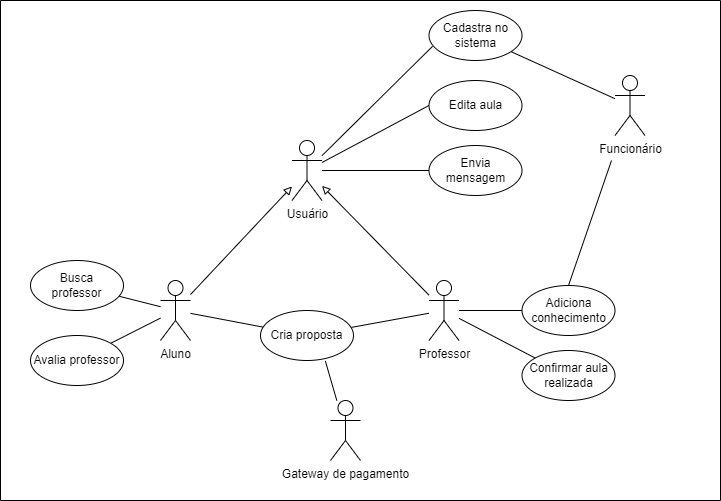 Cadastra no
sistema
Edita aula
Funcionário
Envia
mensagem
Usuário
Busca
professor
Adiciona
conhecimento
Cria proposta
Avalia professor
Aluno
Professor
Confirmar aula
realizada
Gateway de pagamento